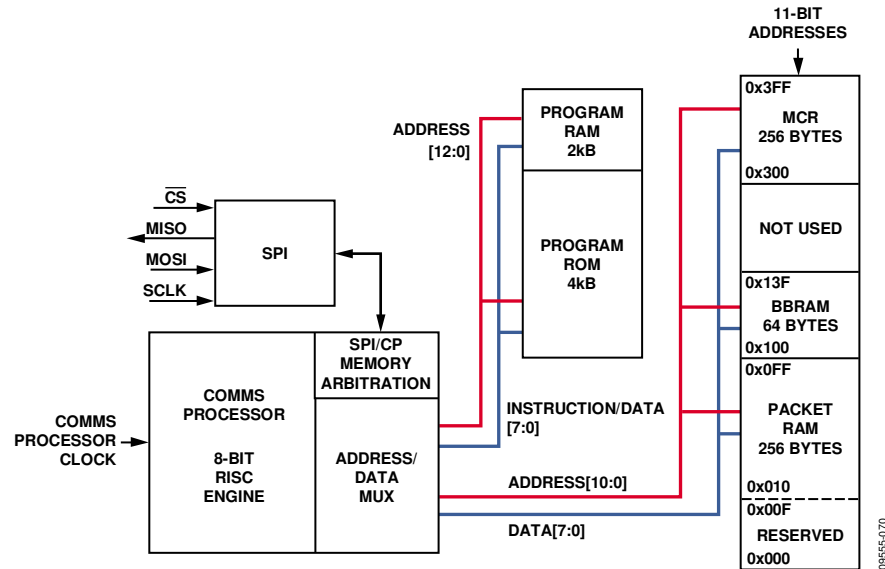 11-BIT
ADDRESSES
0x3FF
MCR
256 BYTES
0x300
NOT USED
0x13F
BBRAM
64 BYTES
0x100
0x0FF
PACKET
RAM
256 BYTES
0x010
0x00F
RESERVED
0x000
ADDRESS
[12:0]
PROGRAM
RAM
2kB
PROGRAM
ROM
4kB
CS
MISO
MOSI
SCLK
SPI
SPI/CP
MEMORY
ARBITRATION
COMMS
PROCESSOR
CLOCK
COMMS
PROCESSOR
8-BIT
RISC
ENGINE
ADDRESS/
DATA
MUX
INSTRUCTION/DATA
[7:0]
ADDRESS[10:0]
DATA[7:0]
09555-070